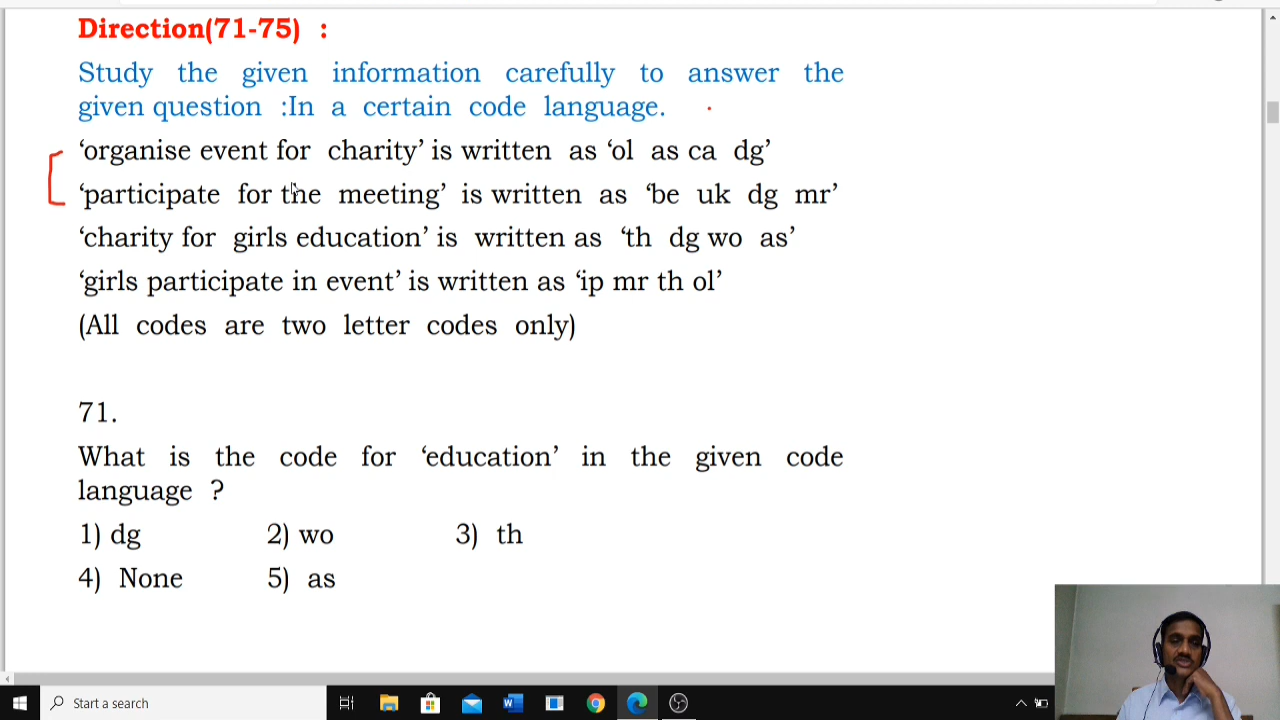 Direction(71-75) :
Study the given information carefully to answer the
given question :In a certain code language.
‘organise event for charity’ is written as ‘ol as ca dg’
‘participate for the meeting’ is written as ‘be uk dg mr’
‘charity for girls education’ is written as ‘th dg wo as’
‘girls participate in event’ is written as ‘ip mr th ol’
(All codes are two letter codes only)
71.
What is the code for ‘education’ in the given code
language ?
1) dg 2) wo 3) th
4) None 5) as
Start a search